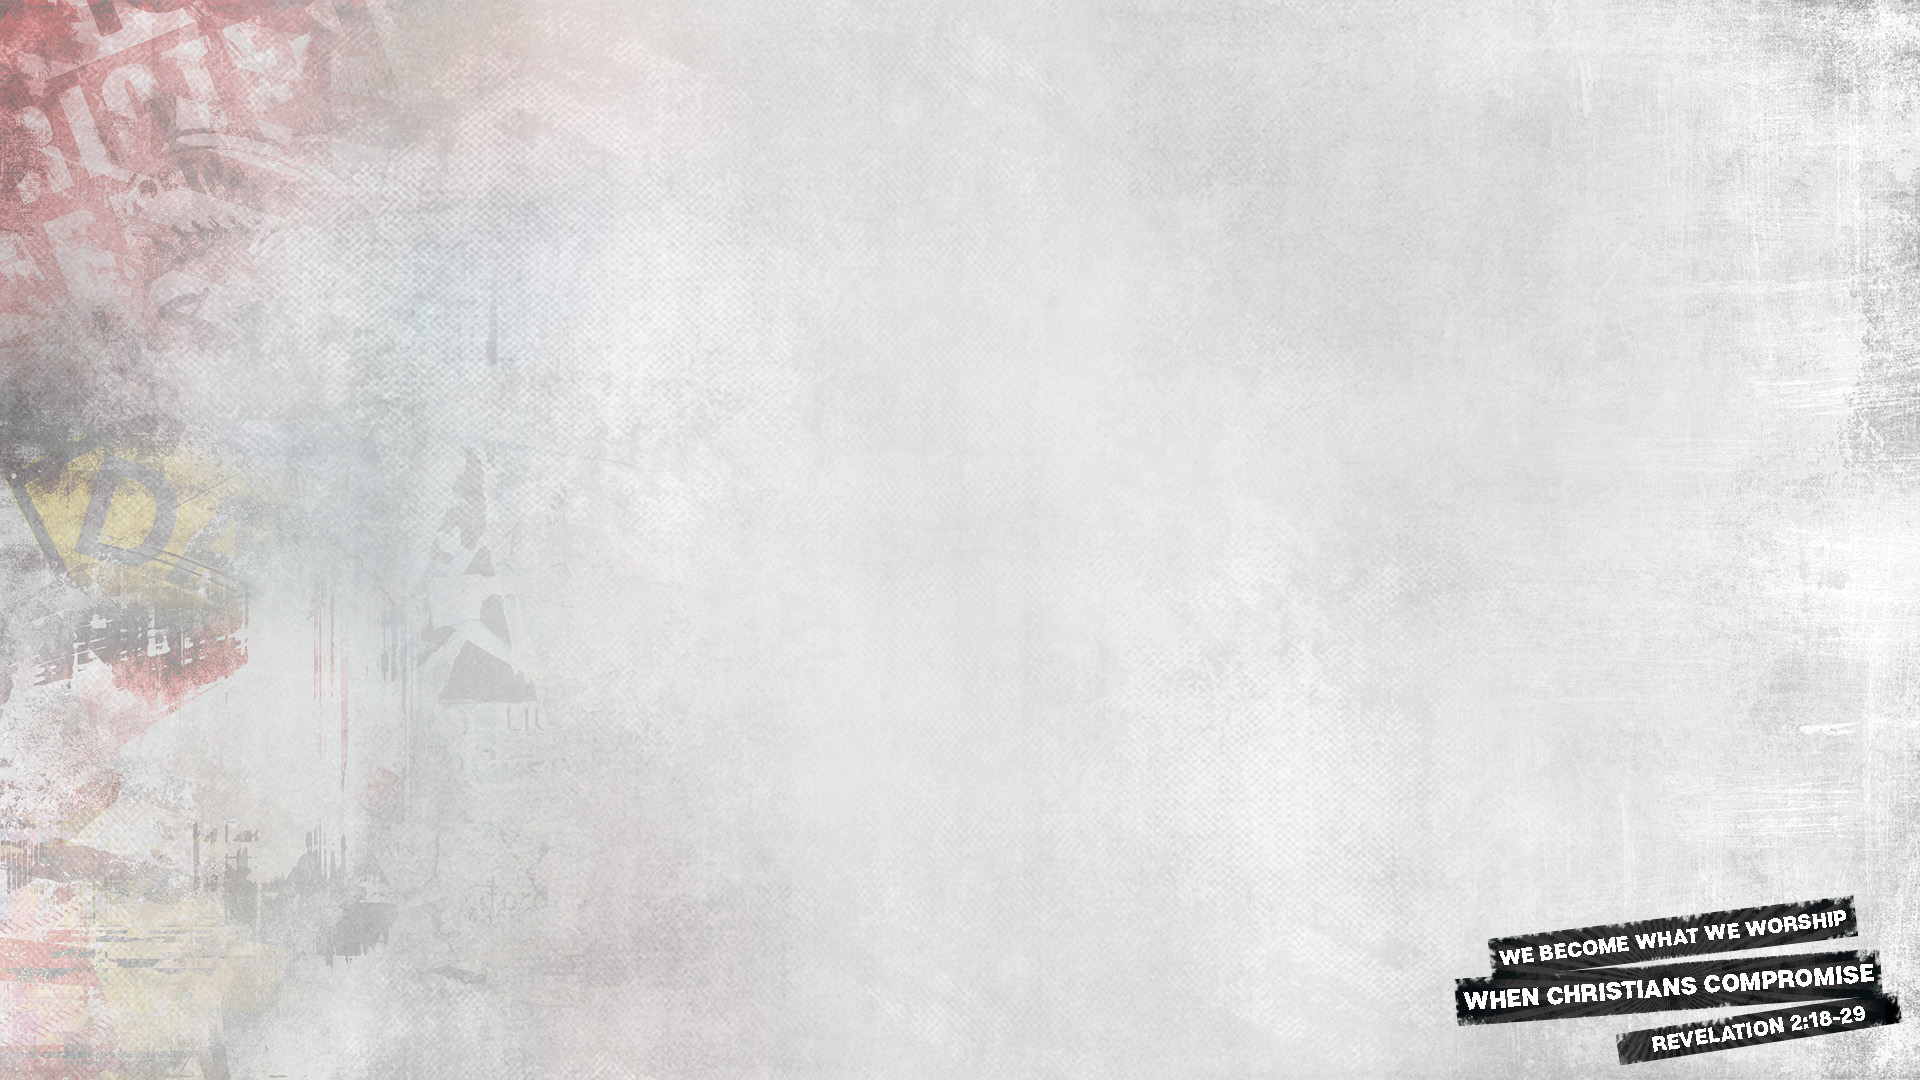 WE BECOME WHAT WE WORSHIP
WHEN CHRISTIANS COMPROMISE
REVELATION 2:18-29